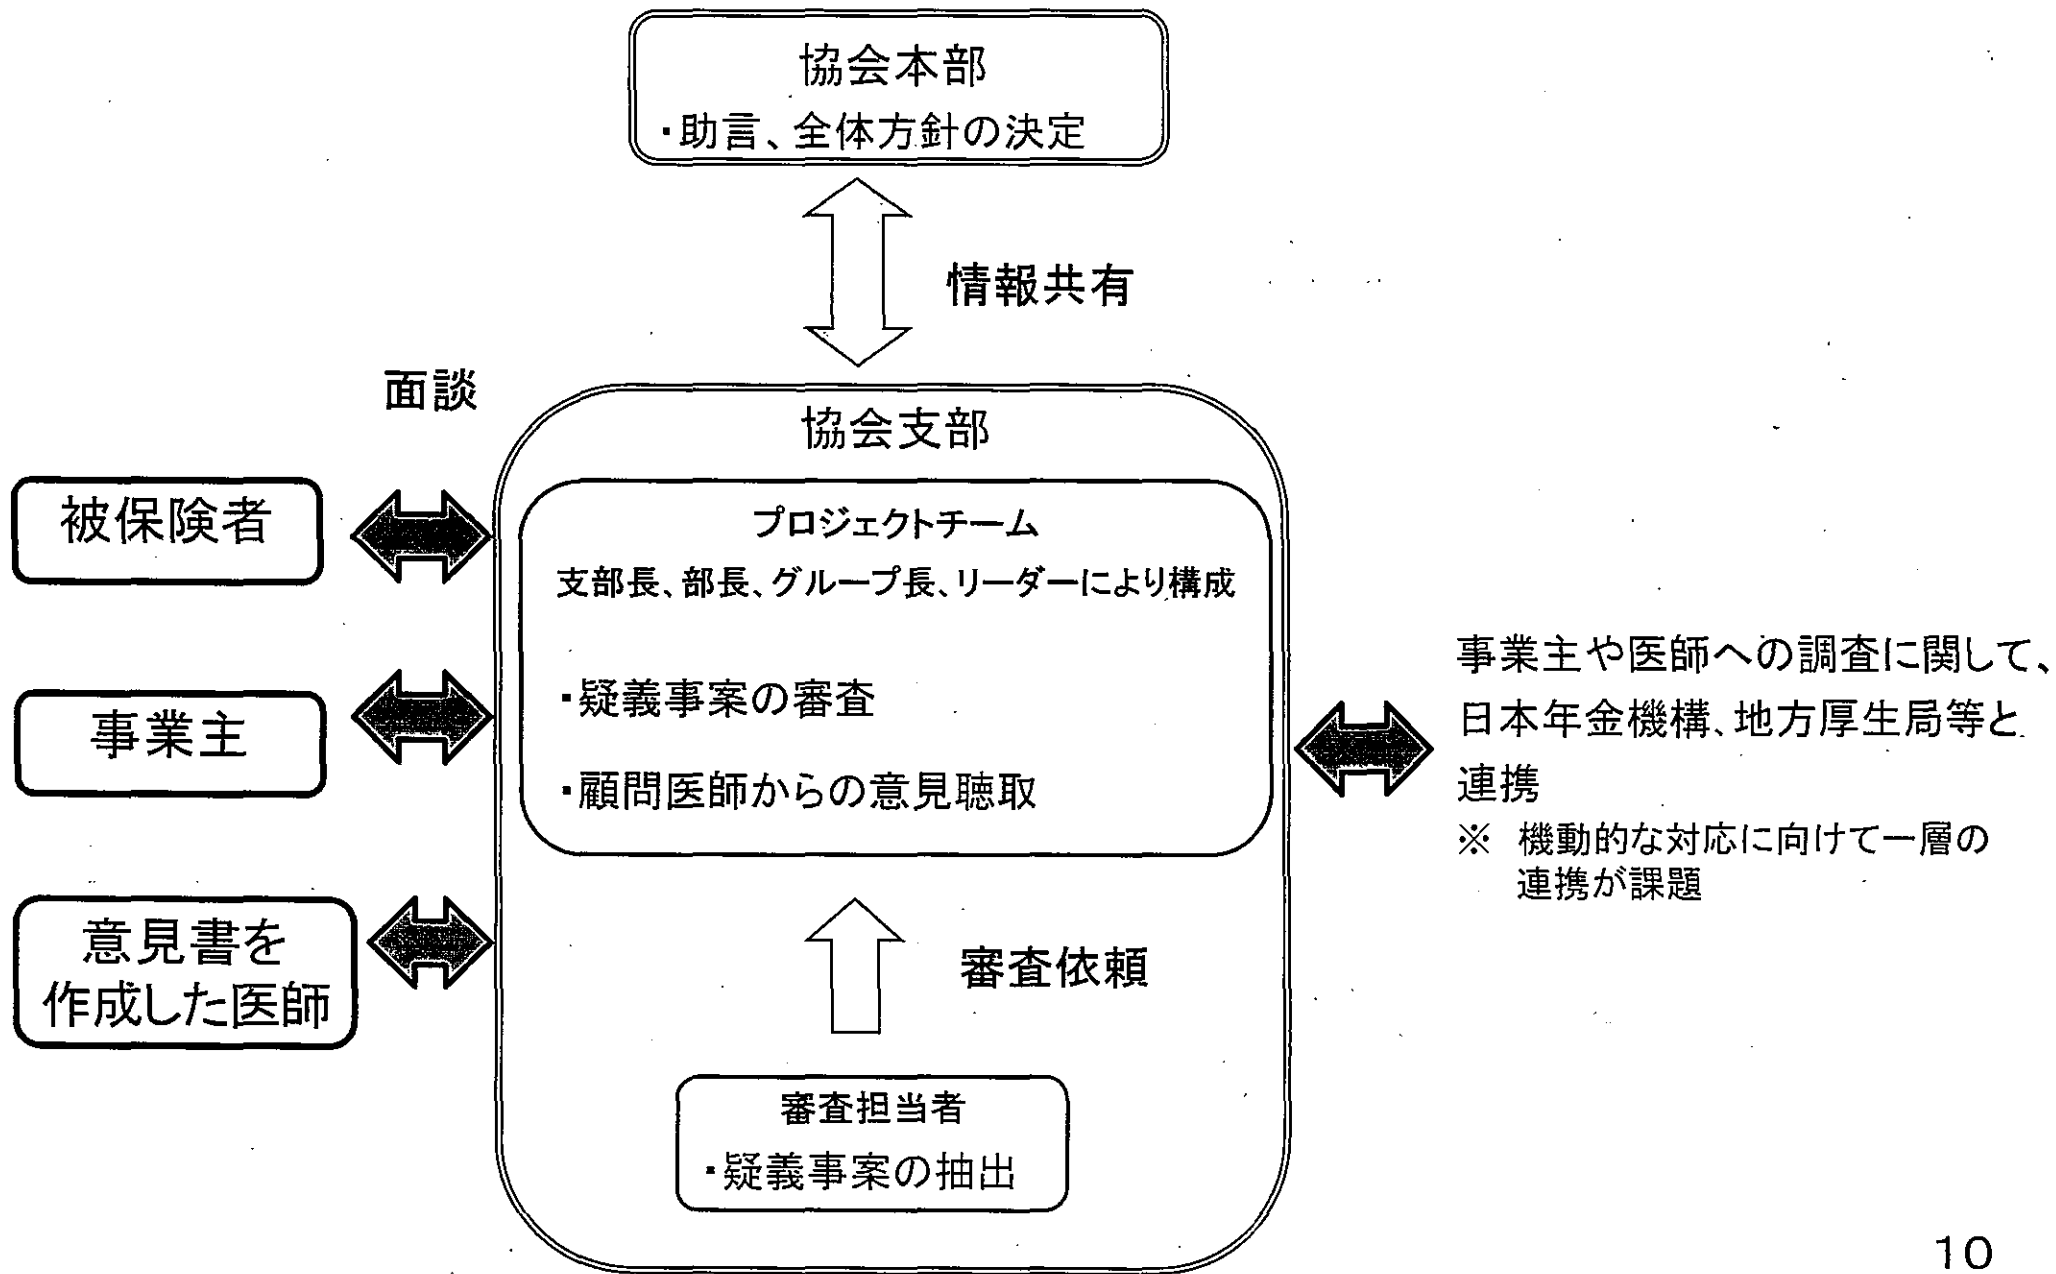 協会本部
・助言、全体方針の決定
情報共有
面談
協会支部
被保険者
プロジェクトチーム
支部長、部長、グループ長、リーダーにより構成
・疑義事案の審査
・顧問医師からの意見聴取
事業主
意見書を
作成した医師
事業主や医師への調査に関して、
日本年金機構、地方厚生局等と
連携
※ 機動的な対応に向けて一層の
連携が課題
審査依頼
審査担当者
・疑義事案の抽出
10